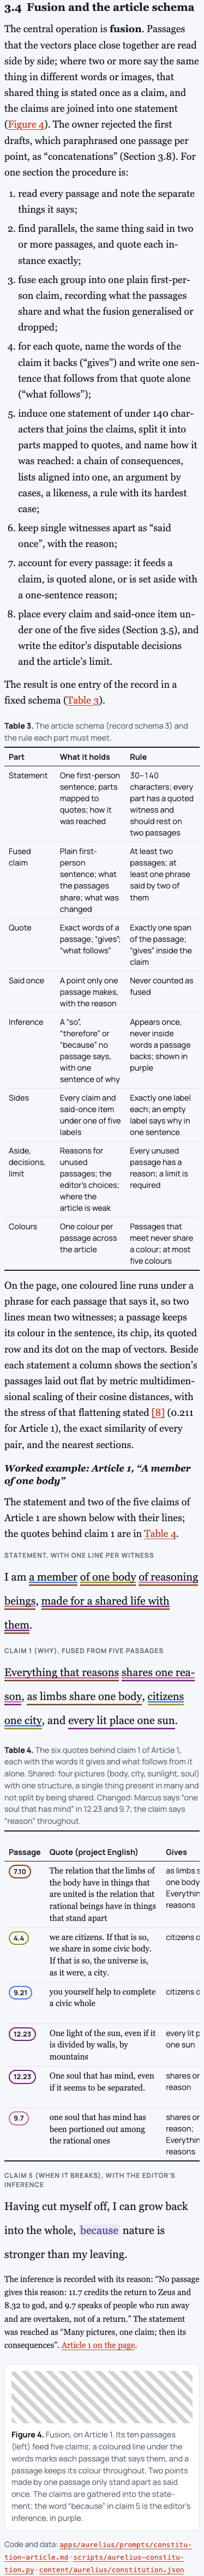 3.4 Fusion and the article schema
The central operation is fusion. Passages
that the vectors place close together are read
side by side; where two or more say the same
thing in different words or images, that
shared thing is stated once as a claim, and
the claims are joined into one statement
(Figure 4). The owner rejected the first
drafts, which paraphrased one passage per
point, as “concatenations” (Section 3.8). For
one section the procedure is:
1. read every passage and note the separate
things it says;
2. find parallels, the same thing said in two
or more passages, and quote each in-
stance exactly;
3. fuse each group into one plain first-per-
son claim, recording what the passages
share and what the fusion generalised or
dropped;
4. for each quote, name the words of the
claim it backs (“gives”) and write one sen-
tence that follows from that quote alone
(“what follows”);
5. induce one statement of under 140 char-
acters that joins the claims, split it into
parts mapped to quotes, and name how it
was reached: a chain of consequences,
lists aligned into one, an argument by
cases, a likeness, a rule with its hardest
case;
6. keep single witnesses apart as “said
once”, with the reason;
7. account for every passage: it feeds a
claim, is quoted alone, or is set aside with
a one-sentence reason;
8. place every claim and said-once item un-
der one of the five sides (Section 3.5), and
write the editor’s disputable decisions
and the article’s limit.
The result is one entry of the record in a
fixed schema (Table 3).
Table 3. The article schema (record schema 3) and
the rule each part must meet.
Part What it holds Rule
Statement One first-person sentence; parts mapped to quotes; how it was reached 30–140 characters; every part has a quoted witness and should rest on two passages
Fused claim Plain first-person sentence; what the passages share; what was changed At least two passages; at least one phrase said by two of them
Quote Exact words of a passage; “gives”; “what follows” Exactly one span of the passage; “gives” inside the claim
Said once A point only one passage makes, with the reason Never counted as fused
Inference A “so”, “therefore” or “because” no passage says, with one sentence of why Appears once, never inside words a passage backs; shown in purple
Sides Every claim and said-once item under one of five labels Exactly one label each; an empty label says why in one sentence
Aside, decisions, limit Reasons for unused passages; the editor’s choices; where the article is weak Every unused passage has a reason; a limit is required
Colours One colour per passage across the article Passages that meet never share a colour; at most five colours
On the page, one coloured line runs under a
phrase for each passage that says it, so two
lines mean two witnesses; a passage keeps
its colour in the sentence, its chip, its quoted
row and its dot on the map of vectors. Beside
each statement a column shows the section’s
passages laid out flat by metric multidimen-
sional scaling of their cosine distances, with
the stress of that flattening stated [8] (0.211
for Article 1), the exact similarity of every
pair, and the nearest sections.
Worked example: Article 1, “A member
of one body”
The statement and two of the five claims of
Article 1 are shown below with their lines;
the quotes behind claim 1 are in Table 4.
STATEMENT, WITH ONE LINE PER WITNESS
I am a member of one body of reasoning
beings, made for a shared life with
them.
CLAIM 1 (WHY), FUSED FROM FIVE PASSAGES
Everything that reasons shares one rea-
son, as limbs share one body, citizens
one city, and every lit place one sun.
Table 4. The six quotes behind claim 1 of Article 1,
each with the words it gives and what follows from it
alone. Shared: four pictures (body, city, sunlight, soul)
with one structure, a single thing present in many and
not split by being shared. Changed: Marcus says “one
soul that has mind” in 12.23 and 9.7; the claim says
“reason” throughout.
Passage Quote (project English) Gives
7.10 The relation that the limbs of the body have in things that are united is the relation that rational beings have in things that stand apart as limbs s one body Everythin reasons
4.4 we are citizens. If that is so, we share in some civic body. If that is so, the universe is, as it were, a city. citizens o
9.21 you yourself help to complete a civic whole citizens o
12.23 One light of the sun, even if it is divided by walls, by mountains every lit p one sun
12.23 One soul that has mind, even if it seems to be separated. shares or reason
9.7 one soul that has mind has been portioned out among the rational ones shares or reason; Everythin reasons
CLAIM 5 (WHEN IT BREAKS), WITH THE EDITOR’S
INFERENCE
Having cut myself off, I can grow back
into the whole, because nature is
stronger than my leaving.
The inference is recorded with its reason: “No passage
gives this reason: 11.7 credits the return to Zeus and
8.32 to god, and 9.7 speaks of people who run away
and are overtaken, not of a return.” The statement
was reached as “Many pictures, one claim; then its
consequences”. Article 1 on the page.
Figure 4. Fusion, on Article 1. Its ten passages
(left) feed five claims; a coloured line under the
words marks each passage that says them, and a
passage keeps its colour throughout. Two points
made by one passage only stand apart as said
once. The claims are gathered into one state-
ment; the word “because” in claim 5 is the editor’s
inference, in purple.
Code and data: apps/aurelius/prompts/constitu-
tion-article.md · scripts/aurelius-constitu-
tion.py · content/aurelius/constitution.json